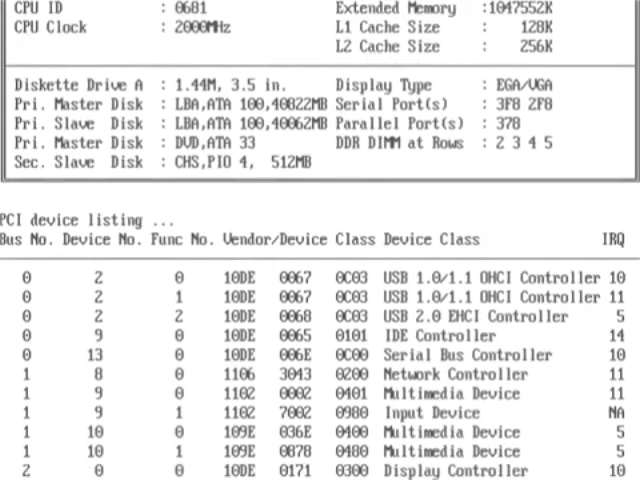 CPU ID : 0681 Extended Memory :1047552K
CPU Clock : 2000MHz L1 Cache Size : 128K
L2 Cache Size : 256K
Diskette Drive A : 1.44M, 3.5 in. Display Type : EGA/VGA
Pri. Master Disk : LBA,ATA 100,40822MB Serial Port(s) : 3F8 2F8
Pri. Slave Disk : LBA,ATA 100,40062MB Parallel Port(s) : 378
Pri. Master Disk : DVD,ATA 33 DDR DIMM at Rows : 2 3 4 5
Sec. Slave Disk : CHS,PIO 4, 512MB
PCI device listing ...
Bus No. Device No. Func No. Vendor/Device Class Device Class IRQ
0 2 0 10DE 0067 0C03 USB 1.0/1.1 OHCI Controller 10
0 2 1 10DE 0067 0C03 USB 1.0/1.1 OHCI Controller 11
0 2 2 10DE 0068 0C03 USB 2.0 EHCI Controller 5
0 9 0 10DE 0065 0101 IDE Controller 14
0 13 0 10DE 006E 0C00 Serial Bus Controller 10
1 8 0 1106 3043 0200 Network Controller 11
1 9 0 1102 0002 0401 Multimedia Device 11
1 9 1 1102 7002 0980 Input Device NA
1 10 0 109E 036E 0400 Multimedia Device 5
1 10 1 109E 0878 0480 Multimedia Device 5
2 0 0 10DE 0171 0300 Display Controller 10